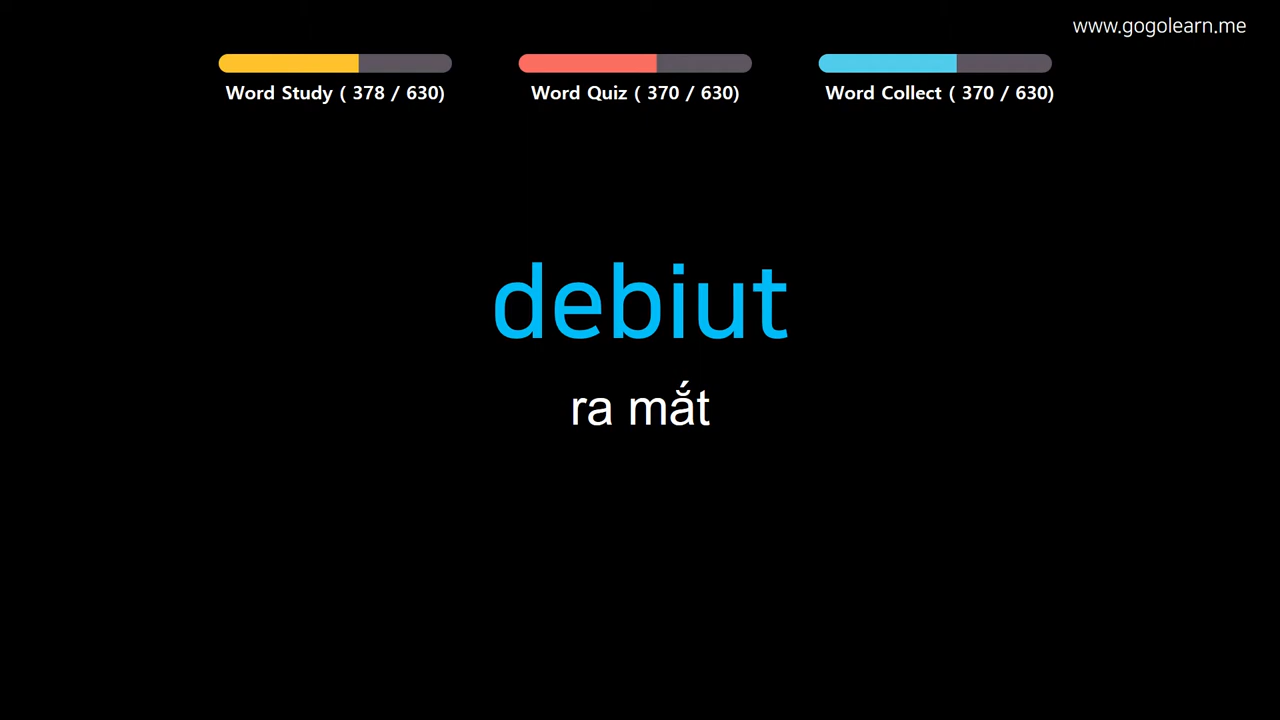 www.gogolearn.me
Word Study ( 378 / 630)
Word Quiz ( 370 / 630)
Word Collect ( 370 / 630)
debiut
ra mắt